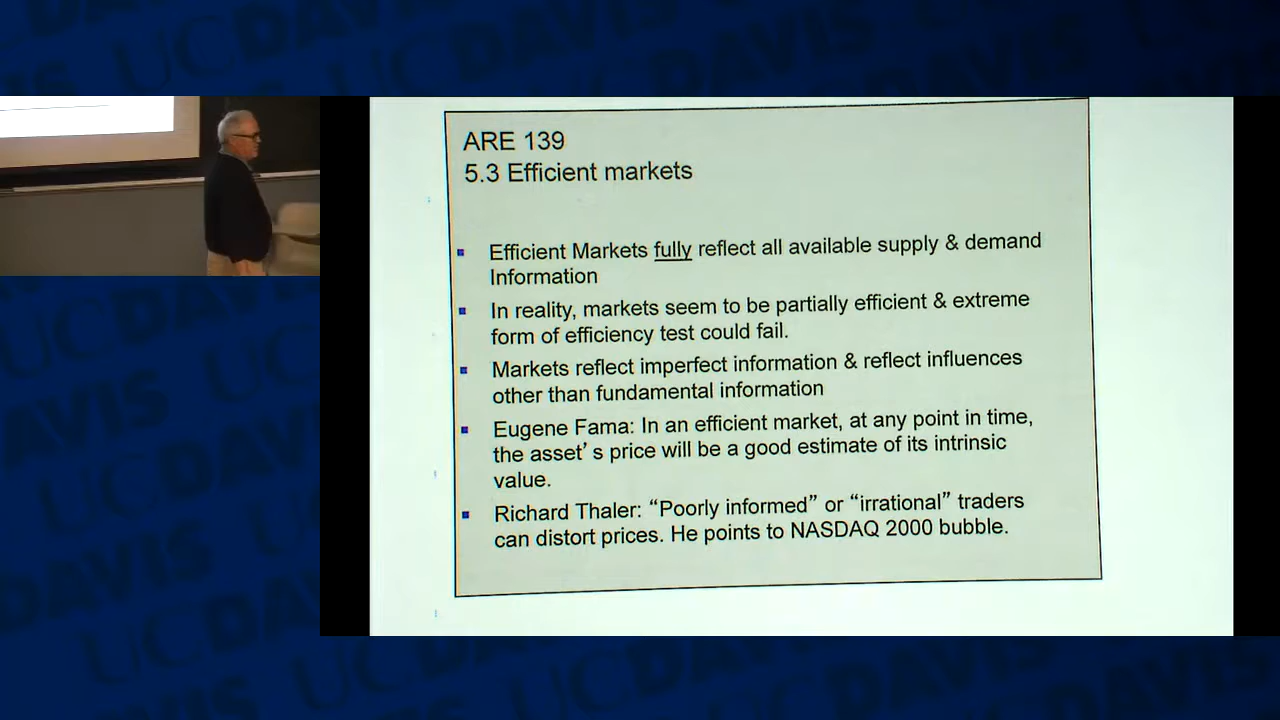 ARE 139
5.3 Efficient markets
Efficient Markets fully reflect all available supply & demand
Information
In reality, markets seem to be partially efficient & extreme
form of efficiency test could fail.
Markets reflect imperfect information & reflect influences
other than fundamental information
Eugene Fama: In an efficient market, at any point in time,
the asset’s price will be a good estimate of its intrinsic
value.
Richard Thaler: “Poorly informed” or “irrational” traders
can distort prices. He points to NASDAQ 2000 bubble.
UC DAVIS